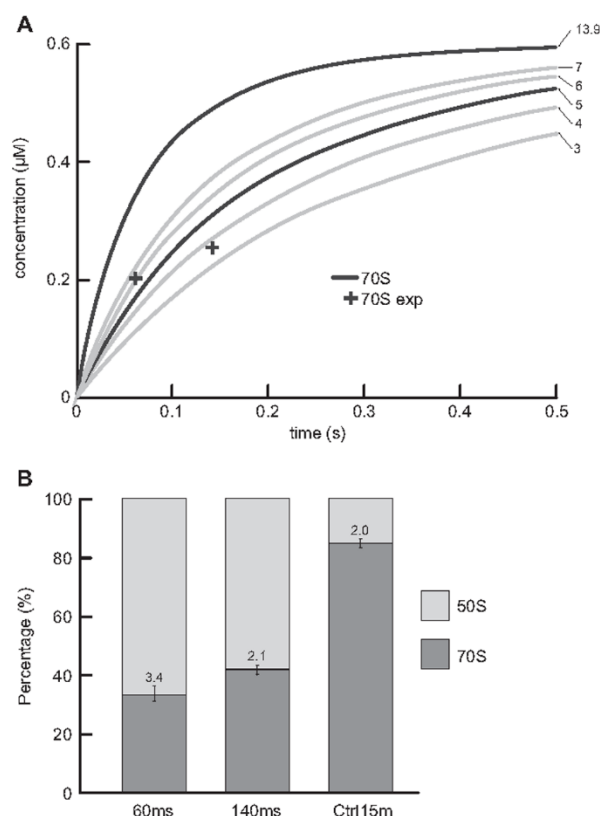 A
0.6
0.4
0.2
0
concentration (µM)
13.9
7
6
5
4
3
70S
70S exp
0 0.1 0.2 0.3 0.4 0.5
time (s)
B
100
80
60
40
20
0
Percentage (%)
3.4
2.1
2.0
50S
70S
60ms 140ms Ctrl15m